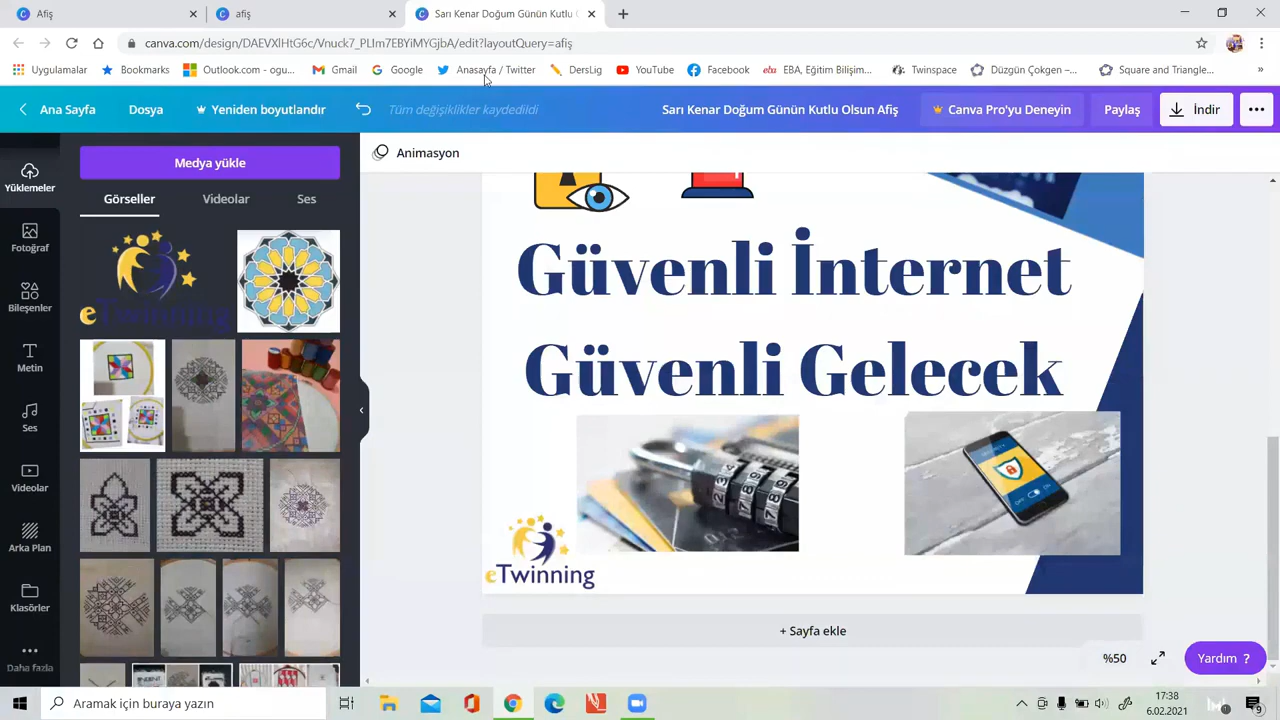 Afiş
afiş
Sarı Kenar Doğum Günün Kutlu O
canva.com/design/DAEVXlHtG6c/Vnuck7_PLIm7EBYiMYGjbA/edit?layoutQuery=afiş
Uygulamalar
Bookmarks
Outlook.com - ogu...
Gmail
Google
Anasayfa / Twitter
DersLig
YouTube
Facebook
eba
EBA, Eğitim Bilişim...
Twinspace
Düzgün Çokgen –...
Square and Triangle...
»
Ana Sayfa
Dosya
Yeniden boyutlandır
Tüm değişiklikler kaydedildi
Sarı Kenar Doğum Günün Kutlu Olsun Afiş
Canva Pro'yu Deneyin
Paylaş
İndir
Yüklemeler
Fotoğraf
Bileşenler
Metin
Ses
Videolar
Arka Plan
Klasörler
Daha fazla
Medya yükle
Görseller
Videolar
Ses
eTwinning
Animasyon
Güvenli İnternet
Güvenli Gelecek
eTwinning
+ Sayfa ekle
%50
Yardım ?
Aramak için buraya yazın
17:38
6.02.2021
9